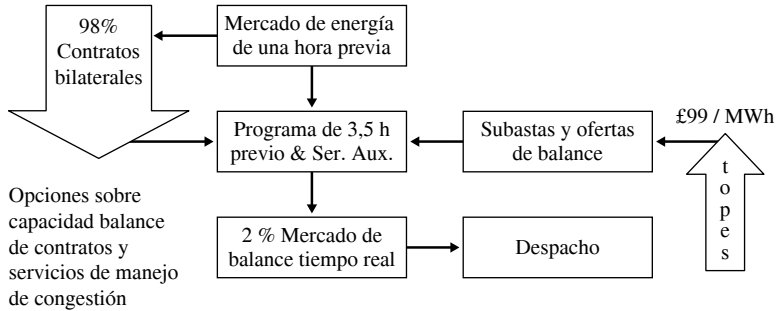 98%
Contratos
bilaterales
Mercado de energía
de una hora previa
Programa de 3,5 h
previo & Ser. Aux.
Subastas y ofertas
de balance
£99 / MWh
topes
Opciones sobre
capacidad balance
de contratos y
servicios de manejo
de congestión
2 % Mercado de
balance tiempo real
Despacho